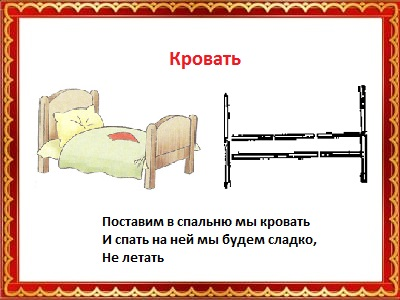 Кровать
Поставим в спальню мы кровать
И спать на ней мы будем сладко,
Не летать